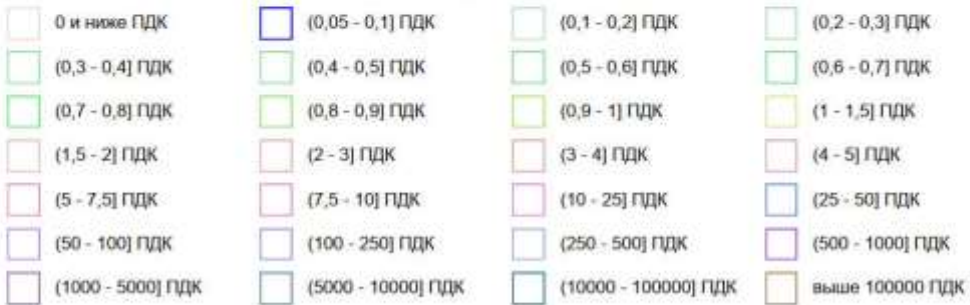 0 и ниже ПДК (0,05 - 0,1] ПДК (0,1 - 0,2] ПДК (0,2 - 0,3] ПДК
(0,3 - 0,4] ПДК (0,4 - 0,5] ПДК (0,5 - 0,6] ПДК (0,6 - 0,7] ПДК
(0,7 - 0,8] ПДК (0,8 - 0,9] ПДК (0,9 - 1] ПДК (1 - 1,5] ПДК
(1,5 - 2] ПДК (2 - 3] ПДК (3 - 4] ПДК (4 - 5] ПДК
(5 - 7,5] ПДК (7,5 - 10] ПДК (10 - 25] ПДК (25 - 50] ПДК
(50 - 100] ПДК (100 - 250] ПДК (250 - 500] ПДК (500 - 1000] ПДК
(1000 - 5000] ПДК (5000 - 10000] ПДК (10000 - 100000] ПДК выше 100000 ПДК